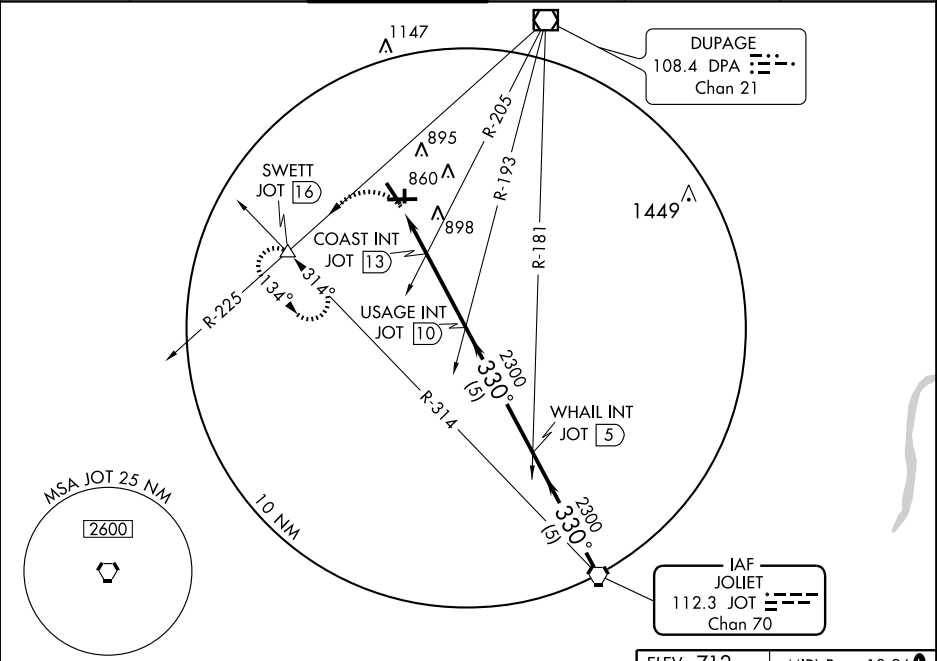 1147
DUPAGE
108.4 DPA
Chan 21
R-205
895
SWETT
JOT 16
860
R-193
1449
898
COAST INT
JOT 13
R-181
314°
134°
R-225
USAGE INT
JOT 10
2300
330°
(5)
R-314
WHAIL INT
JOT 5
MSA JOT 25 NM
2600
10 NM
2300
330°
(5)
IAF
JOLIET
112.3 JOT
Chan 70
ELEV 712